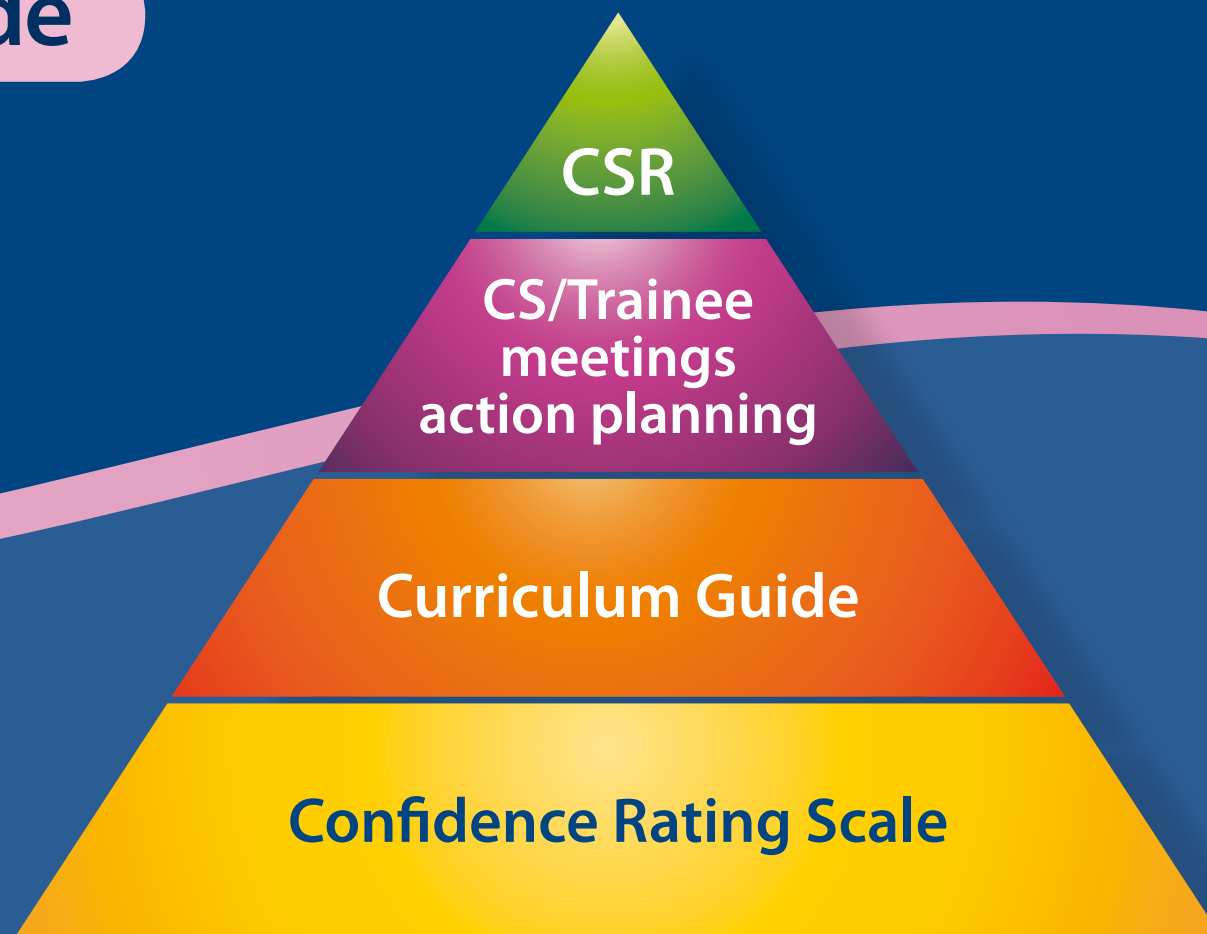 de
CSR
CS/Trainee
meetings
action planning
Curriculum Guide
Confidence Rating Scale